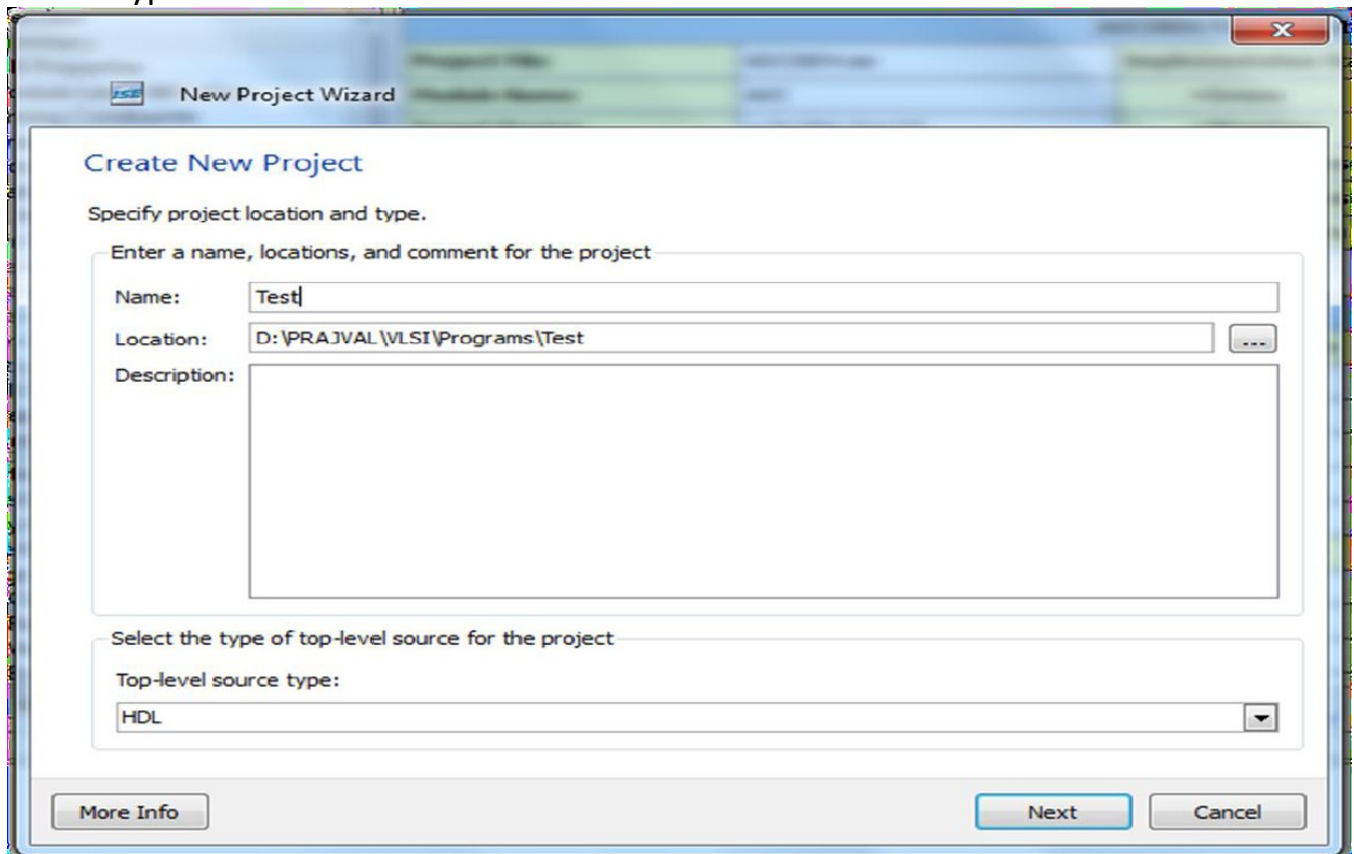 ISE New Project Wizard
Create New Project
Specify project location and type.
Enter a name, locations, and comment for the project
Name: Test
Location: D:\PRAJVAL\VLSI\Programs\Test ...
Description:
Select the type of top-level source for the project
Top-level source type:
HDL
More Info Next Cancel